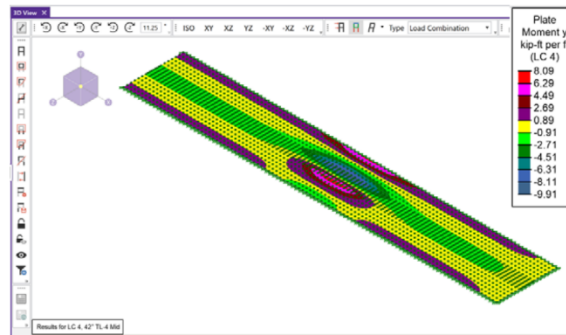 3D View
11.25
ISO XY XZ YZ -XY -XZ -YZ
Type Load Combination
Plate
Moment y
kip-ft per f
(LC 4)
8.09
6.29
4.49
2.69
0.89
-0.91
-2.71
-4.51
-6.31
-8.11
-9.91
Results for LC 4, 42" TL-4 Mid